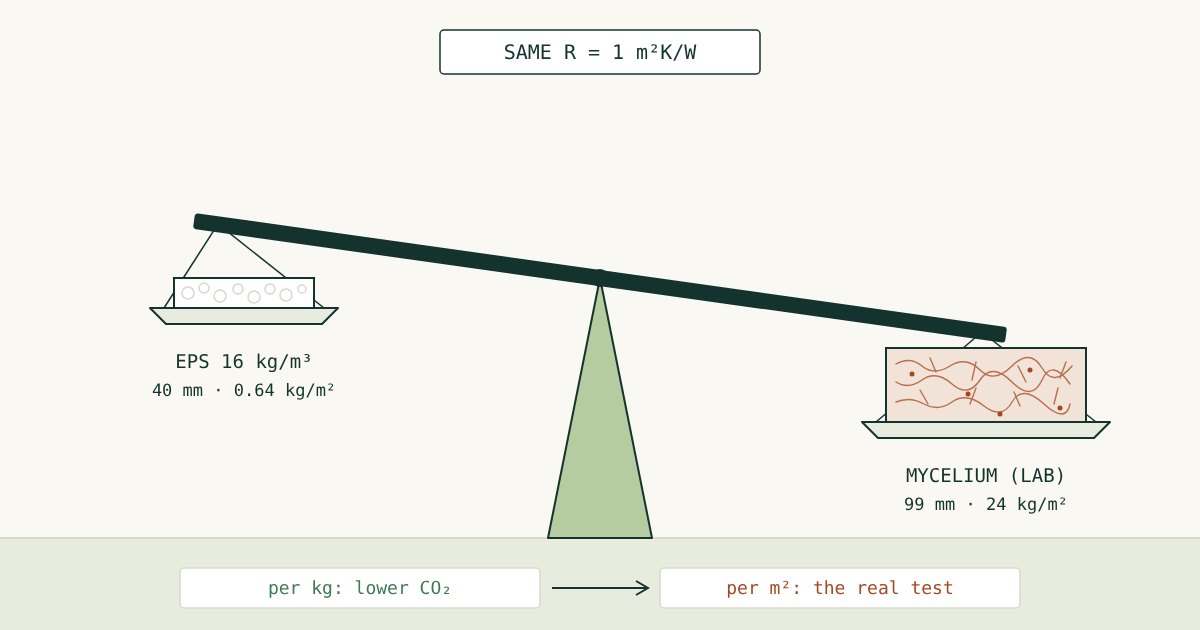 SAME R = 1 m²K/W
EPS 16 kg/m³
40 mm · 0.64 kg/m²
MYCELIUM (LAB)
99 mm · 24 kg/m²
per kg: lower CO₂
per m²: the real test